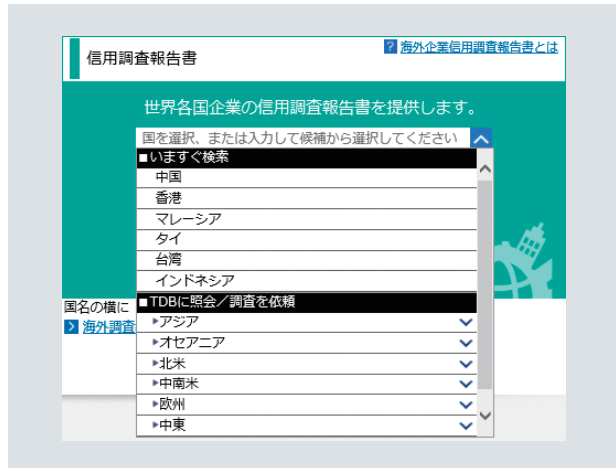 信用調査報告書
? 海外企業信用調査報告書とは
世界各国企業の信用調査報告書を提供します。
国を選択、または入力して候補から選択してください
■いますぐ検索
中国
香港
マレーシア
タイ
台湾
インドネシア
国名の横に
■TDBに照会／調査を依頼
海外調査
▶アジア
▶オセアニア
▶北米
▶中南米
▶欧州
▶中東